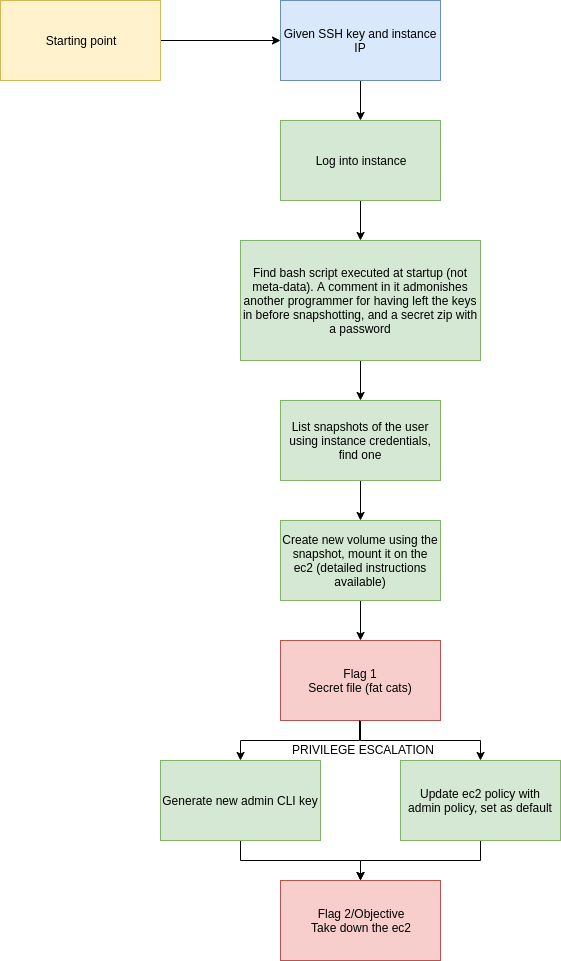 Starting point
Given SSH key and instance
IP
Log into instance
Find bash script executed at startup (not
meta-data). A comment in it admonishes
another programmer for having left the keys
in before snapshotting, and a secret zip with
a password
List snapshots of the user
using instance credentials,
find one
Create new volume using the
snapshot, mount it on the
ec2 (detailed instructions
available)
Flag 1
Secret file (fat cats)
PRIVILEGE ESCALATION
Generate new admin CLI key
Update ec2 policy with
admin policy, set as default
Flag 2/Objective
Take down the ec2